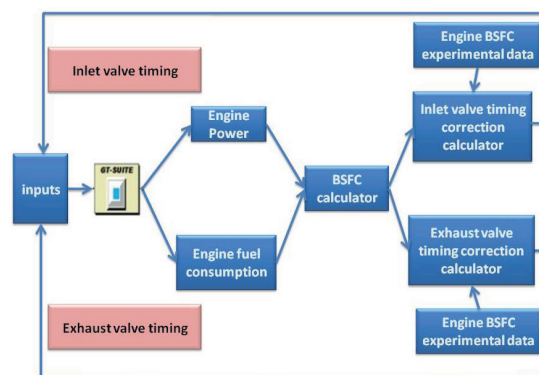 Engine BSFC
experimental data
Inlet valve timing
Engine
Power
Inlet valve timing
correction
calculator
GT-SUITE
inputs
BSFC
calculator
Engine fuel
consumption
Exhaust valve
timing correction
calculator
Exhaust valve timing
Engine BSFC
experimental data